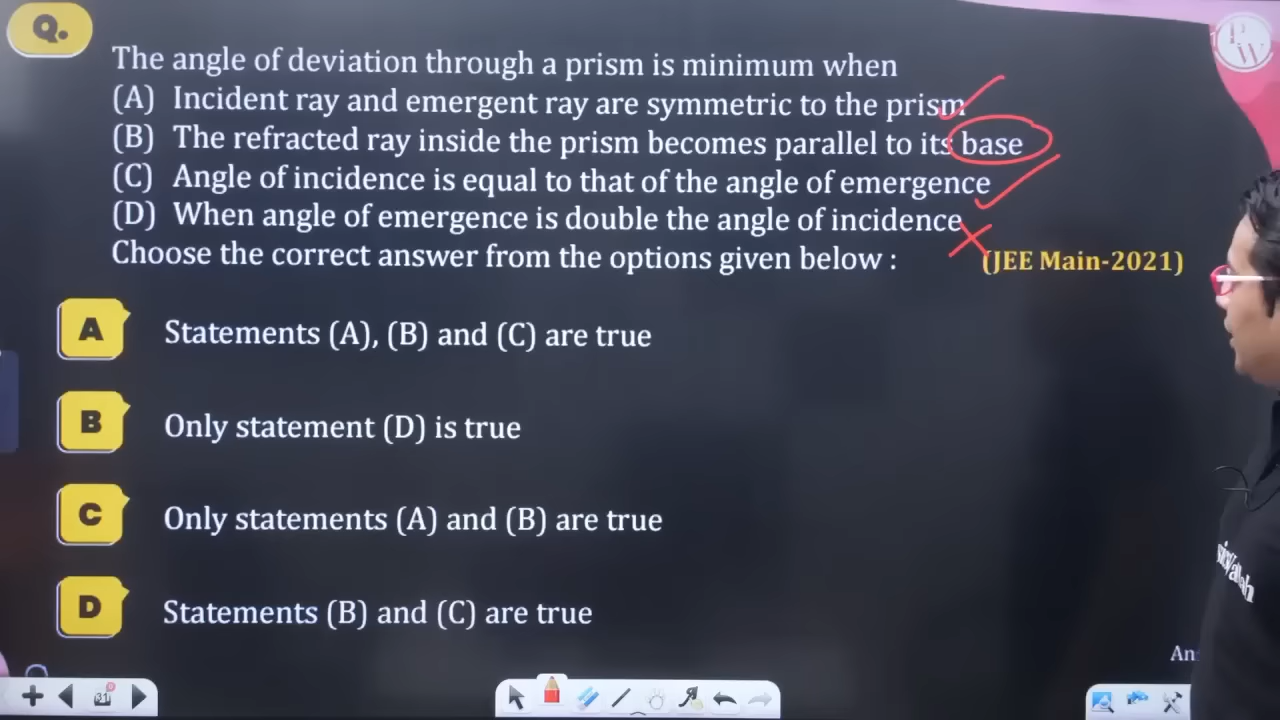 Q.
The angle of deviation through a prism is minimum when
(A) Incident ray and emergent ray are symmetric to the prism
(B) The refracted ray inside the prism becomes parallel to its base
(C) Angle of incidence is equal to that of the angle of emergence
(D) When angle of emergence is double the angle of incidence
Choose the correct answer from the options given below : (JEE Main-2021)
A Statements (A), (B) and (C) are true
B Only statement (D) is true
C Only statements (A) and (B) are true
D Statements (B) and (C) are true
31